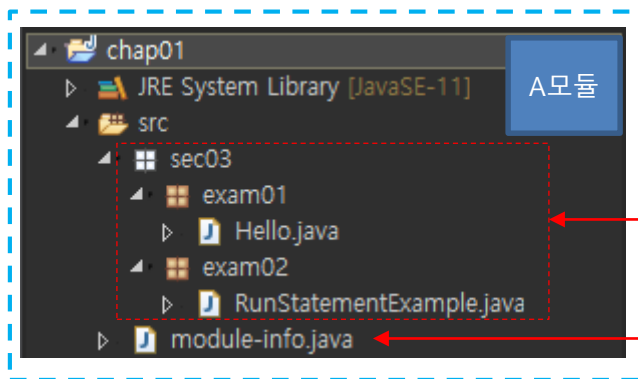 chap01
A모듈
JRE System Library [JavaSE-11]
src
sec03
exam01
Hello.java
exam02
RunStatementExample.java
module-info.java